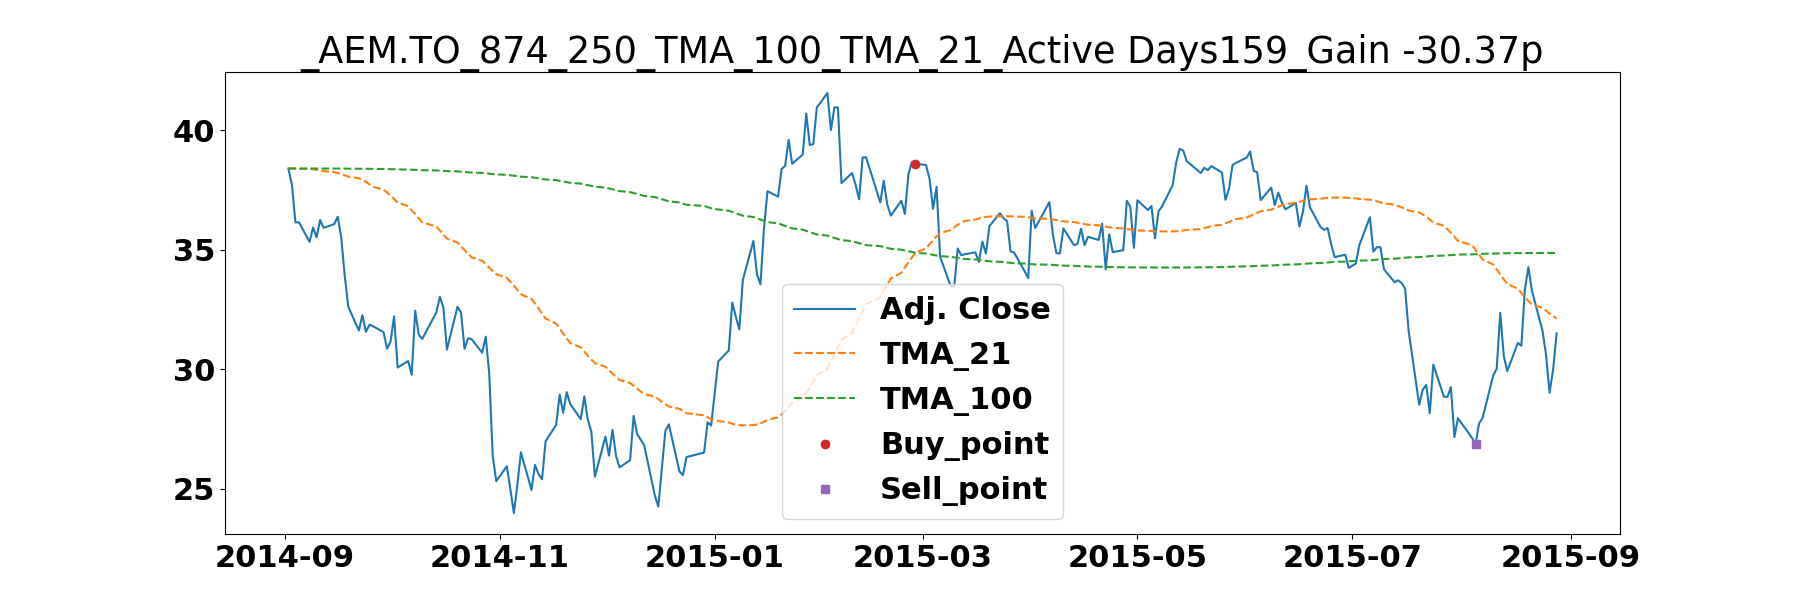 _AEM.TO_874_250_TMA_100_TMA_21_Active Days159_Gain -30.37p
40
35
30
25
Adj. Close
TMA_21
TMA_100
Buy_point
Sell_point
2014-09 2014-11 2015-01 2015-03 2015-05 2015-07 2015-09